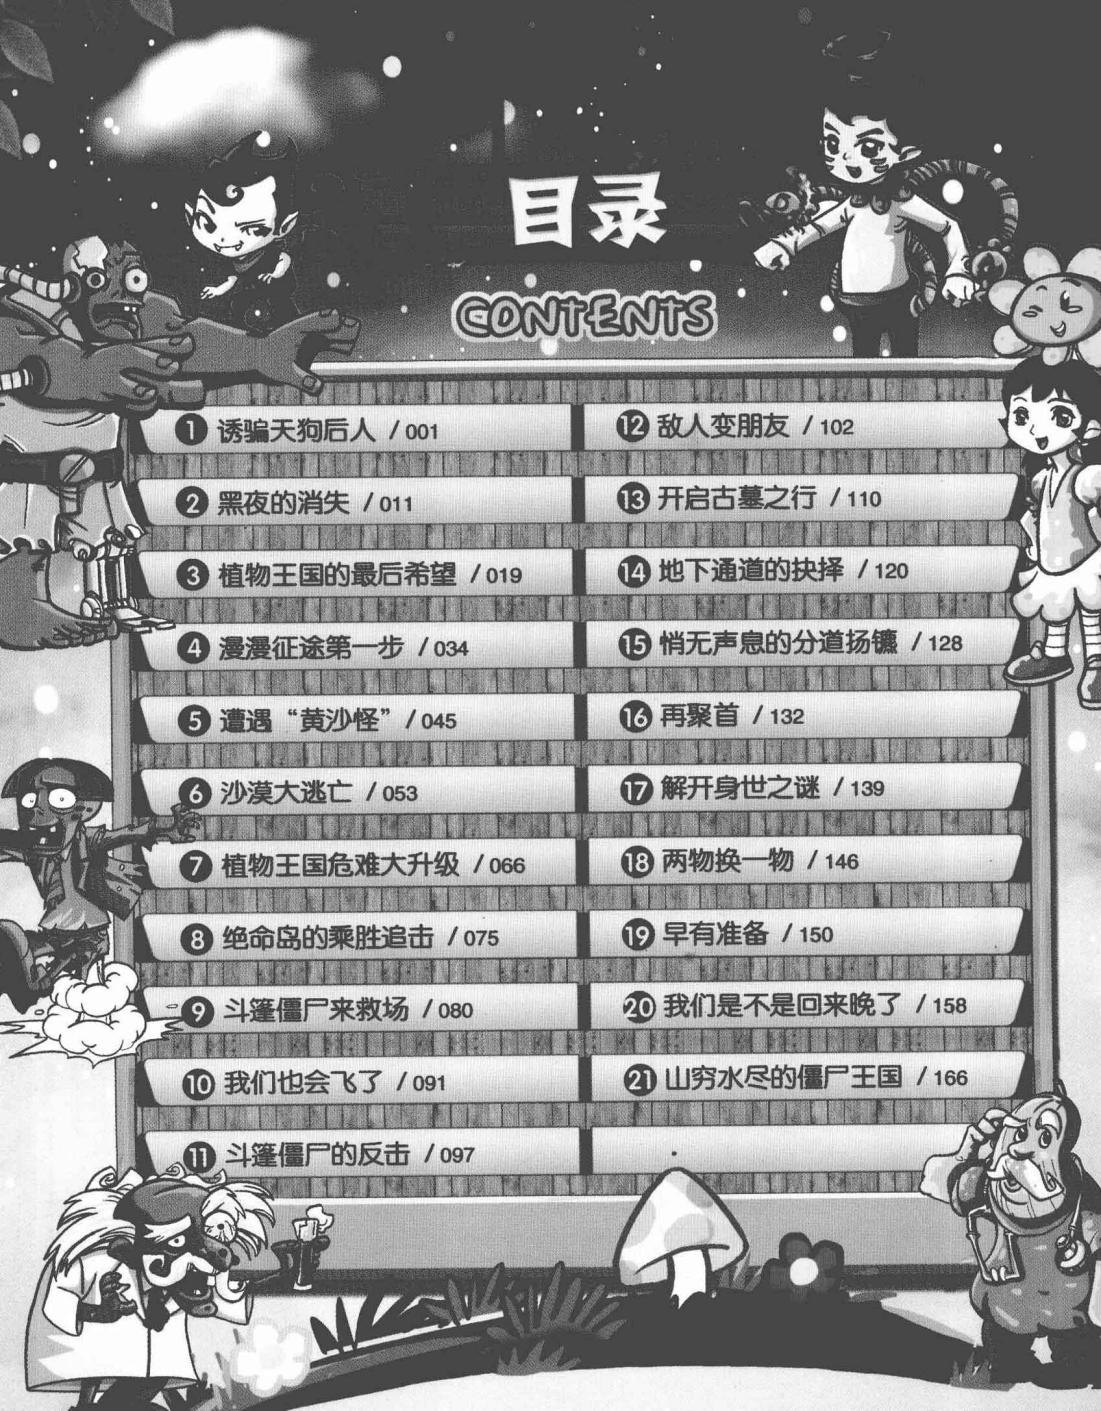 目录
CONTENTS
1 诱骗天狗后人 / 001
2 黑夜的消失 / 011
3 植物王国的最后希望 / 019
4 漫漫征途第一步 / 034
5 遭遇“黄沙怪” / 045
6 沙漠大逃亡 / 053
7 植物王国危难大升级 / 066
8 绝命岛的乘胜追击 / 075
9 斗篷僵尸来救场 / 080
10 我们也会飞了 / 091
11 斗篷僵尸的反击 / 097
12 敌人变朋友 / 102
13 开启古墓之行 / 110
14 地下通道的抉择 / 120
15 悄无声息的分道扬镳 / 128
16 再聚首 / 132
17 解开身世之谜 / 139
18 两物换一物 / 146
19 早有准备 / 150
20 我们是不是回来晚了 / 158
21 山穷水尽的僵尸王国 / 166